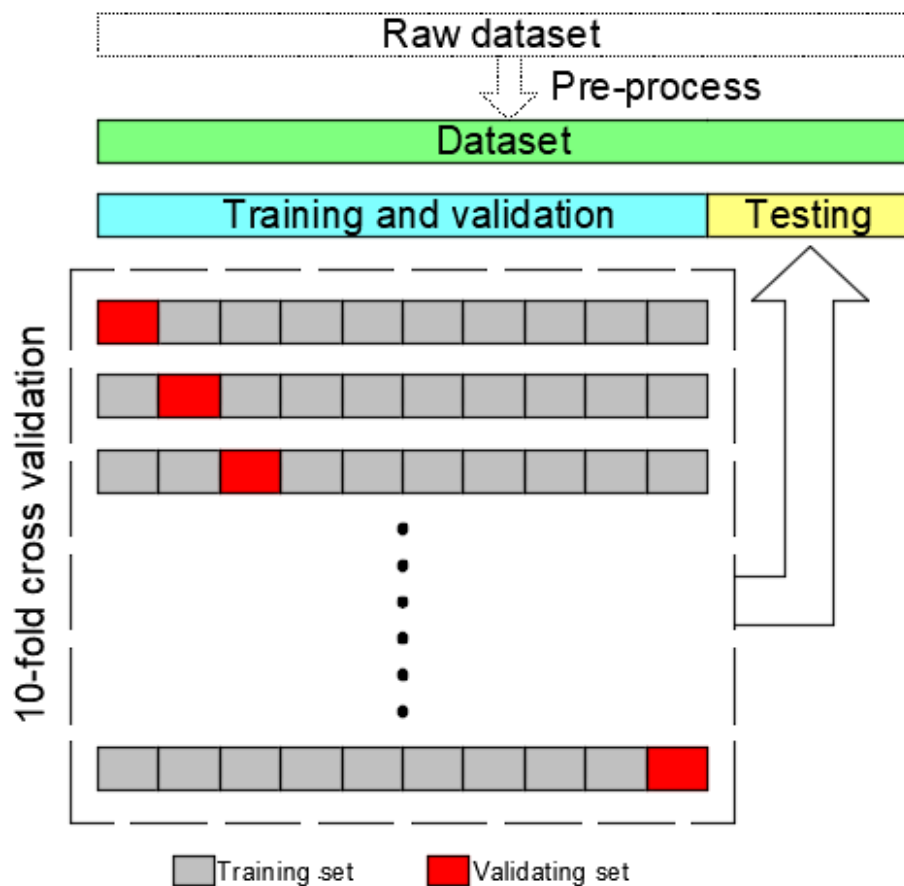 Raw dataset
Pre-process
Dataset
Training and validation
Testing
10-fold cross validation
Training set
Validating set